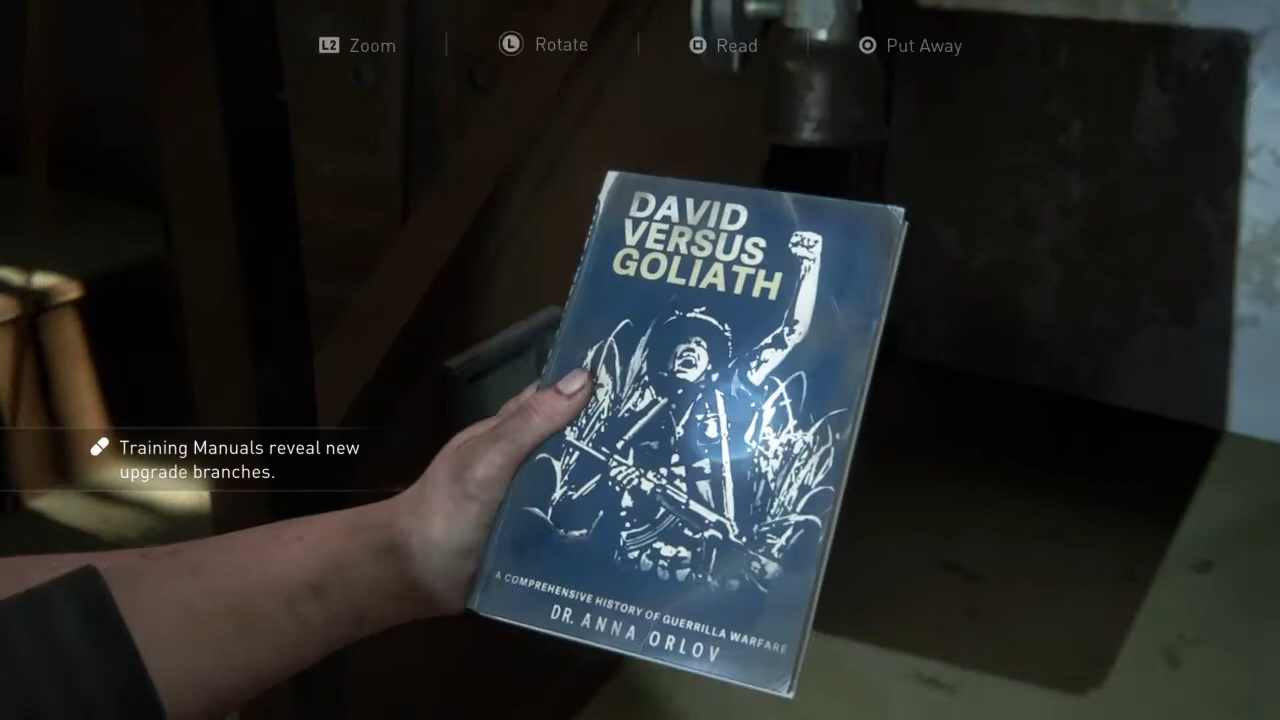 L2 Zoom
L Rotate
Read
Put Away
DAVID
VERSUS
GOLIATH
Training Manuals reveal new
upgrade branches.
A COMPREHENSIVE HISTORY OF GUERRILLA WARFARE
DR. ANNA ORLOV